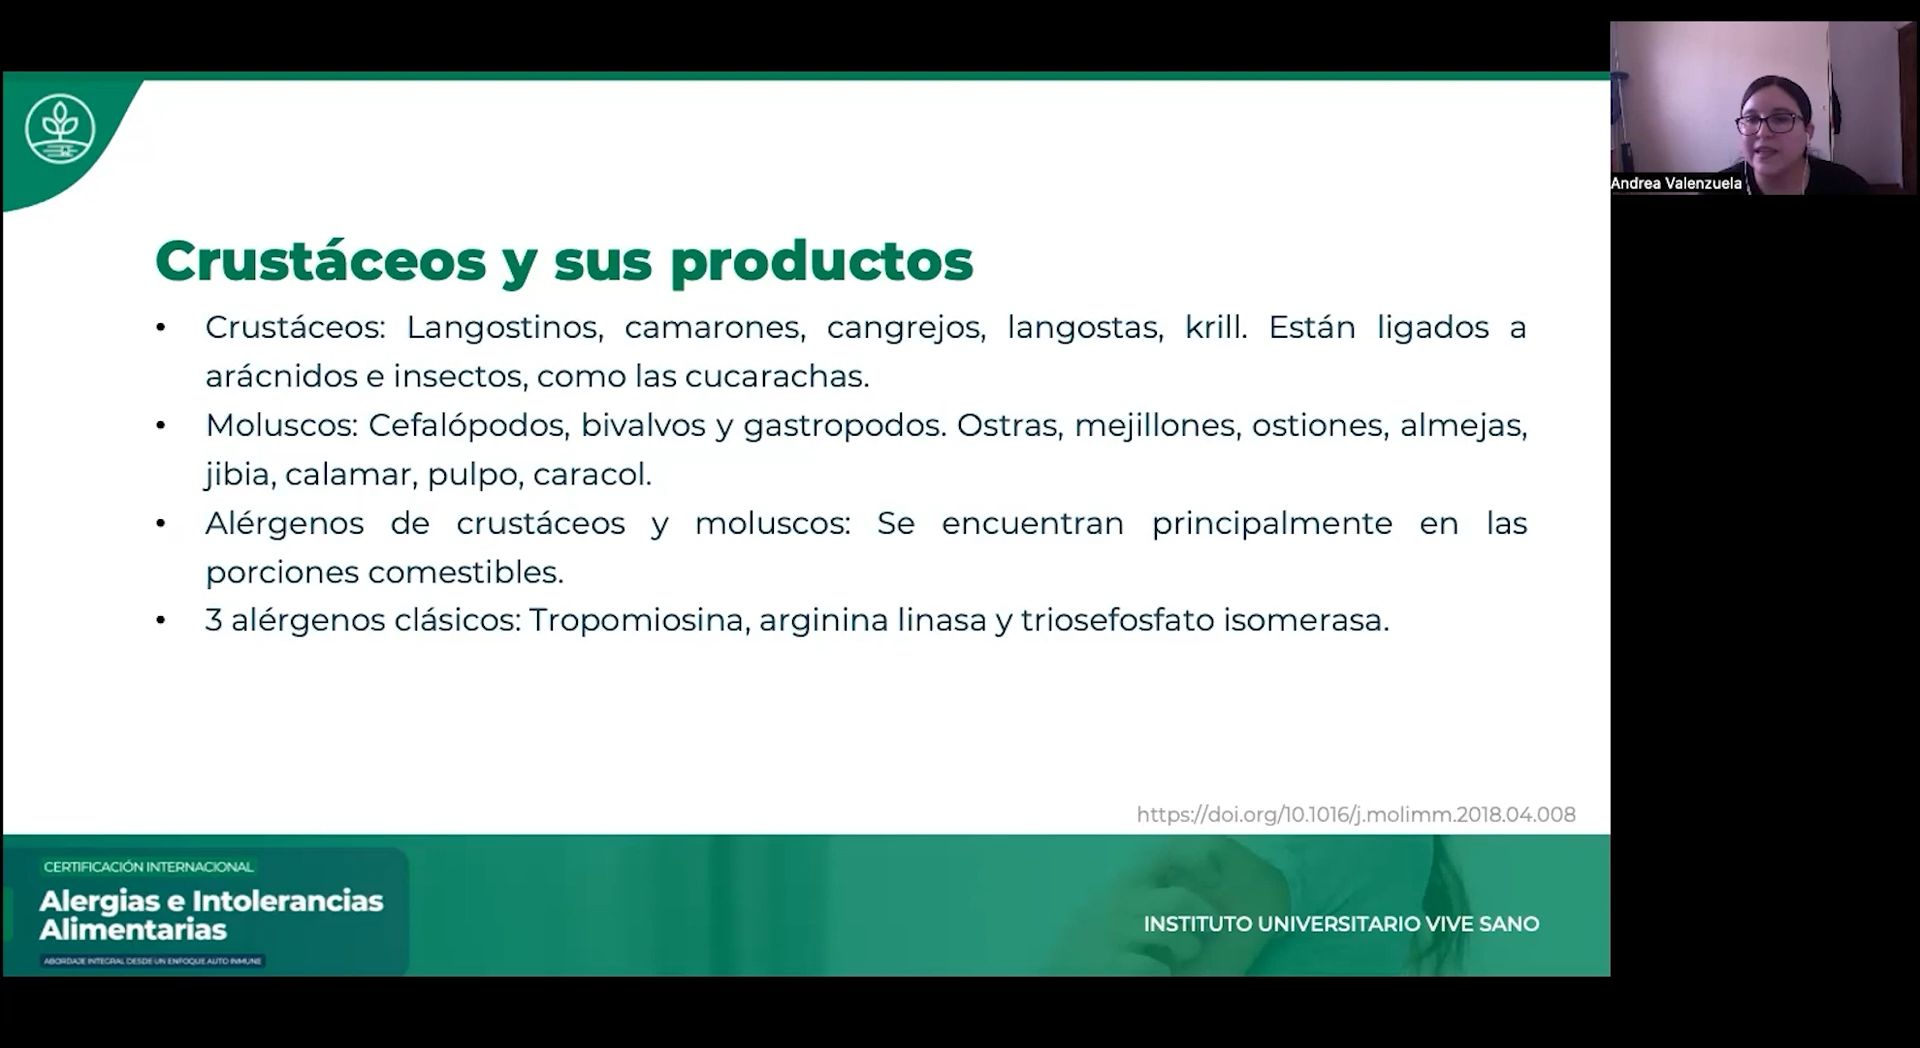 Andrea Valenzuela
Crustáceos y sus productos
• Crustáceos: Langostinos, camarones, cangrejos, langostas, krill. Están ligados a
arácnidos e insectos, como las cucarachas.
• Moluscos: Cefalópodos, bivalvos y gastropodos. Ostras, mejillones, ostiones, almejas,
jibia, calamar, pulpo, caracol.
• Alérgenos de crustáceos y moluscos: Se encuentran principalmente en las
porciones comestibles.
• 3 alérgenos clásicos: Tropomiosina, arginina linasa y triosefosfato isomerasa.
https://doi.org/10.1016/j.molimm.2018.04.008
CERTIFICACIÓN INTERNACIONAL
Alergias e Intolerancias
Alimentarias
ABORDAJE INTEGRAL DESDE UN ENFOQUE AUTO INMUNE
INSTITUTO UNIVERSITARIO VIVE SANO